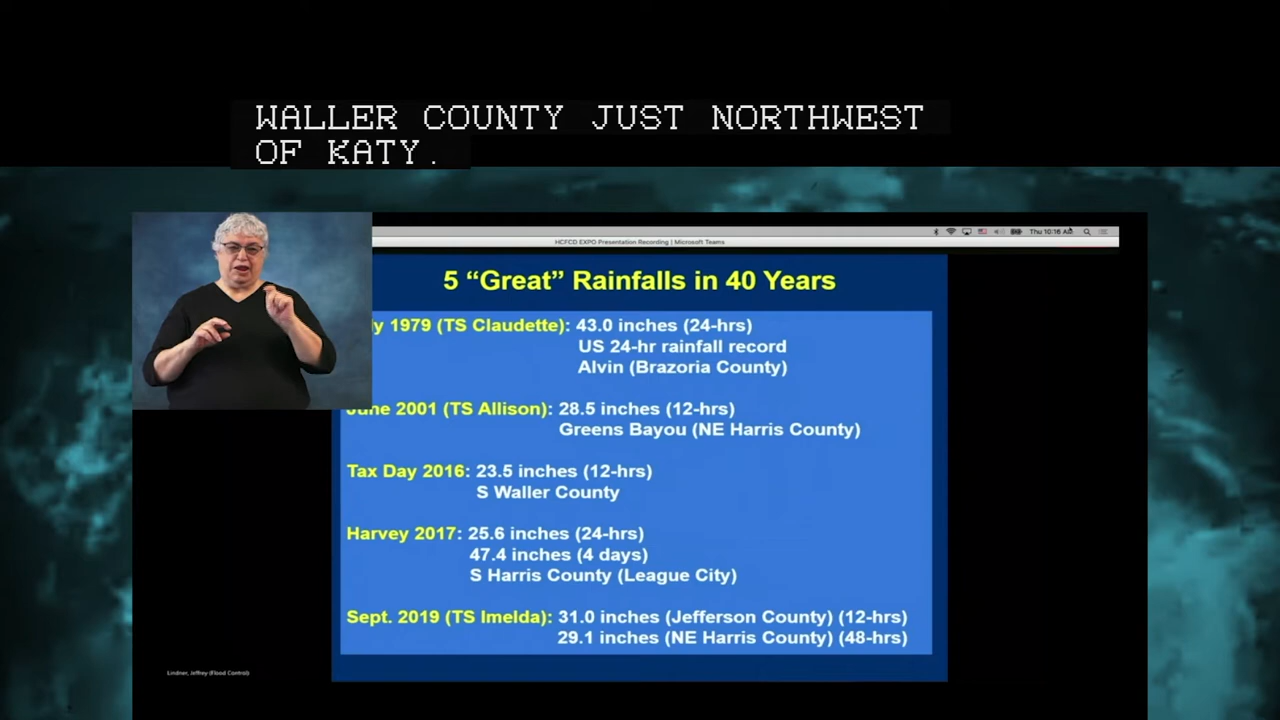 WALLER COUNTY JUST NORTHWEST
OF KATY.
HCFCD EXPO Presentation Recording | Microsoft Teams
Thu 10:16 AM
5 “Great” Rainfalls in 40 Years
1979 (TS Claudette): 43.0 inches (24-hrs)
US 24-hr rainfall record
Alvin (Brazoria County)
June 2001 (TS Allison): 28.5 inches (12-hrs)
Greens Bayou (NE Harris County)
Tax Day 2016: 23.5 inches (12-hrs)
S Waller County
Harvey 2017: 25.6 inches (24-hrs)
47.4 inches (4 days)
S Harris County (League City)
Sept. 2019 (TS Imelda): 31.0 inches (Jefferson County) (12-hrs)
29.1 inches (NE Harris County) (48-hrs)
Lindner, Jeffrey (Flood Control)